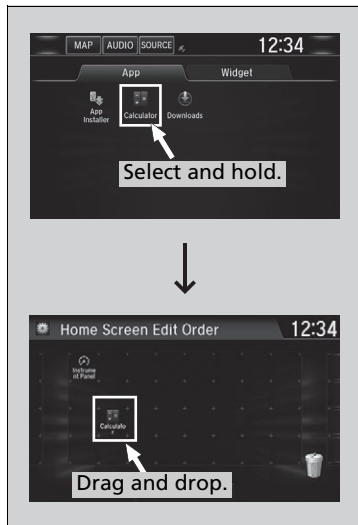 MAP AUDIO SOURCE 12:34
App Widget
App
Installer
Calculator Downloads
Select and hold.
Home Screen Edit Order 12:34
Instrume
nt Panel
Calculato
r
Drag and drop.